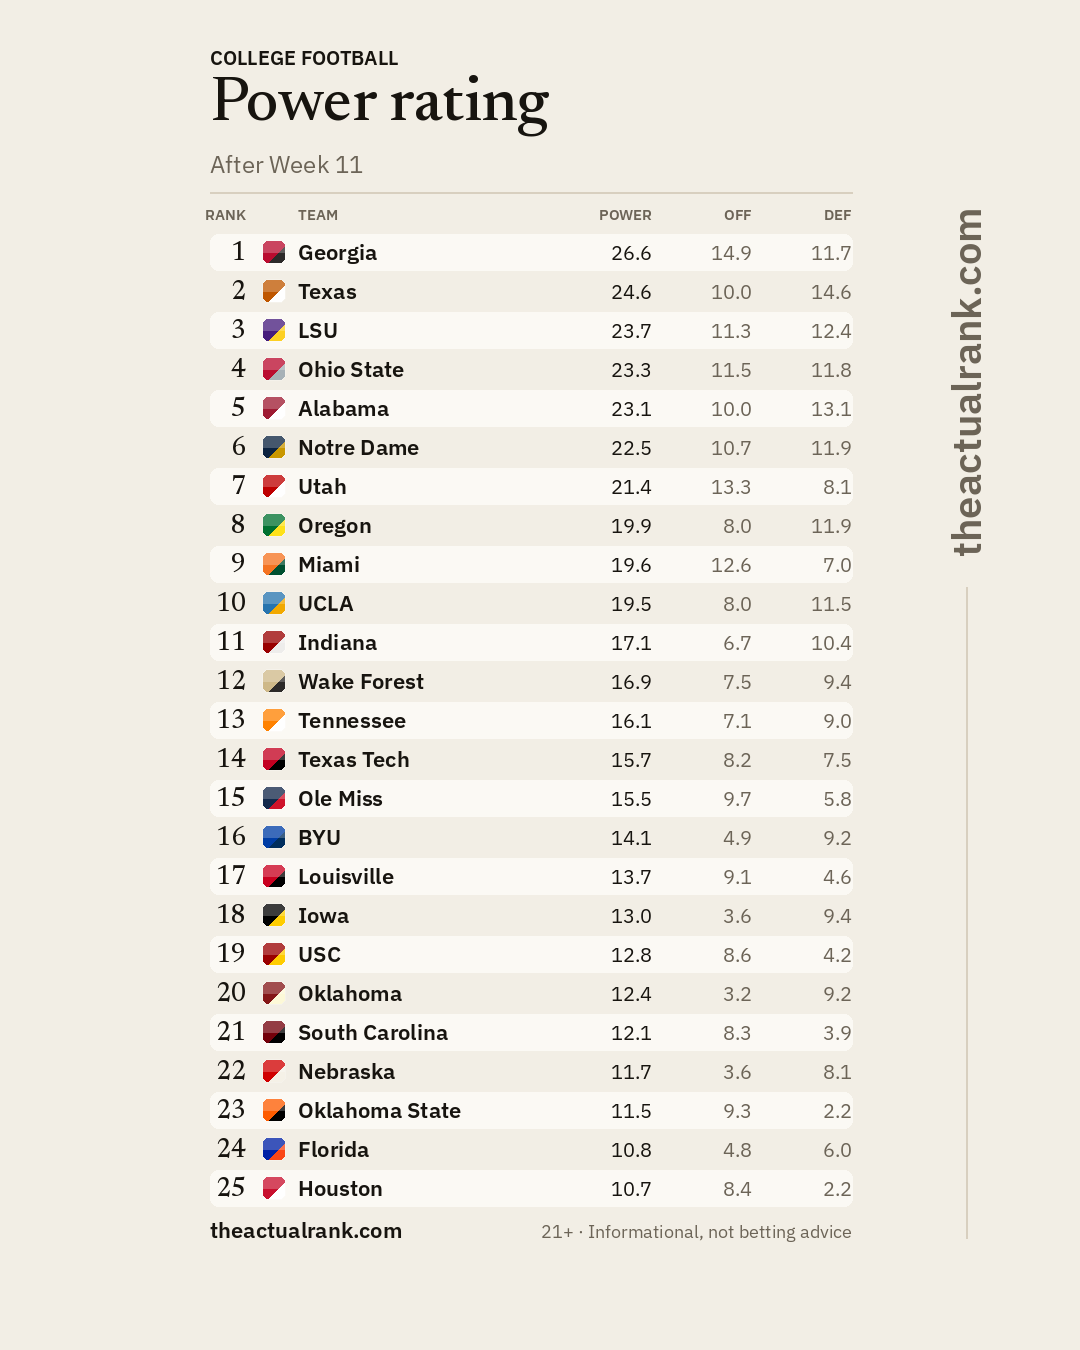 COLLEGE FOOTBALL
Power rating
After Week 11
RANK TEAM POWER OFF DEF
1 Georgia 26.6 14.9 11.7
2 Texas 24.6 10.0 14.6
3 LSU 23.7 11.3 12.4
4 Ohio State 23.3 11.5 11.8
5 Alabama 23.1 10.0 13.1
6 Notre Dame 22.5 10.7 11.9
7 Utah 21.4 13.3 8.1
8 Oregon 19.9 8.0 11.9
9 Miami 19.6 12.6 7.0
10 UCLA 19.5 8.0 11.5
11 Indiana 17.1 6.7 10.4
12 Wake Forest 16.9 7.5 9.4
13 Tennessee 16.1 7.1 9.0
14 Texas Tech 15.7 8.2 7.5
15 Ole Miss 15.5 9.7 5.8
16 BYU 14.1 4.9 9.2
17 Louisville 13.7 9.1 4.6
18 Iowa 13.0 3.6 9.4
19 USC 12.8 8.6 4.2
20 Oklahoma 12.4 3.2 9.2
21 South Carolina 12.1 8.3 3.9
22 Nebraska 11.7 3.6 8.1
23 Oklahoma State 11.5 9.3 2.2
24 Florida 10.8 4.8 6.0
25 Houston 10.7 8.4 2.2
theactualrank.com 21+ · Informational, not betting advice
theactualrank.com